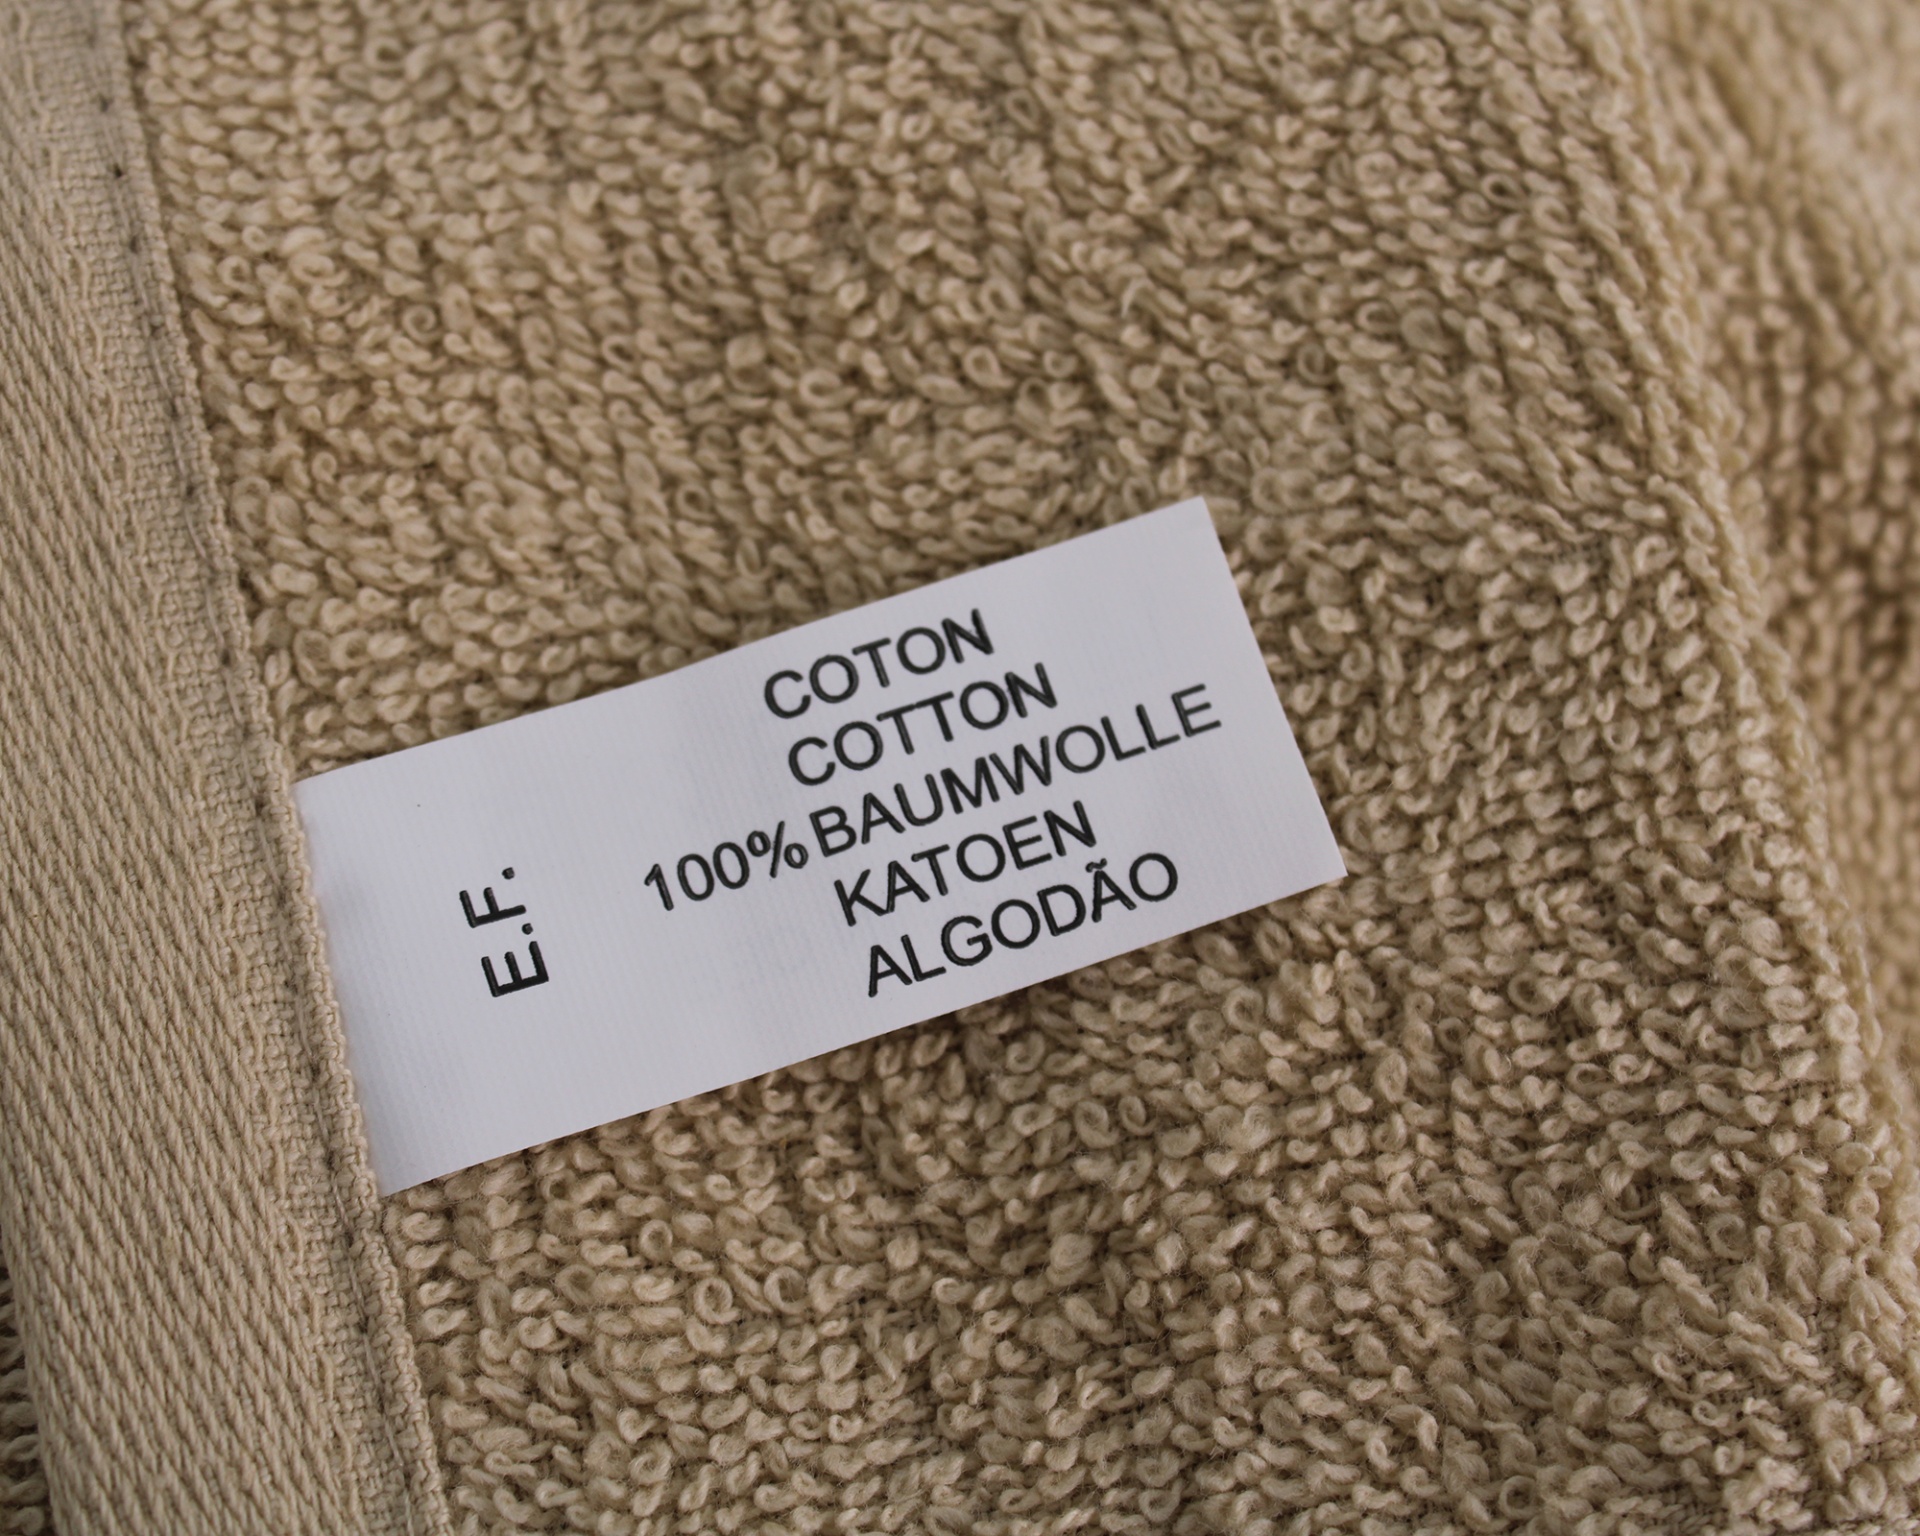 E.F.
COTON
COTTON
100% BAUMWOLLE
KATOEN
ALGODÃO